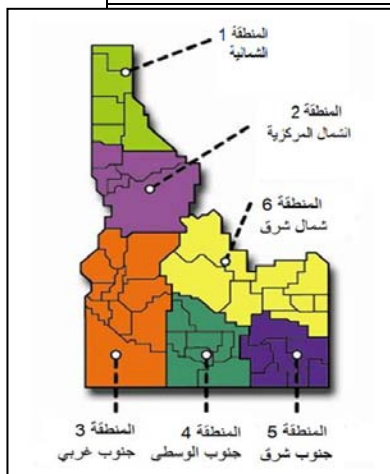 المنطقة 1
الشمالية
المنطقة 2
الشمال المركزية
المنطقة 6
شمال شرق
المنطقة 3
جنوب غربي
المنطقة 4
جنوب الوسطى
المنطقة 5
جنوب شرق